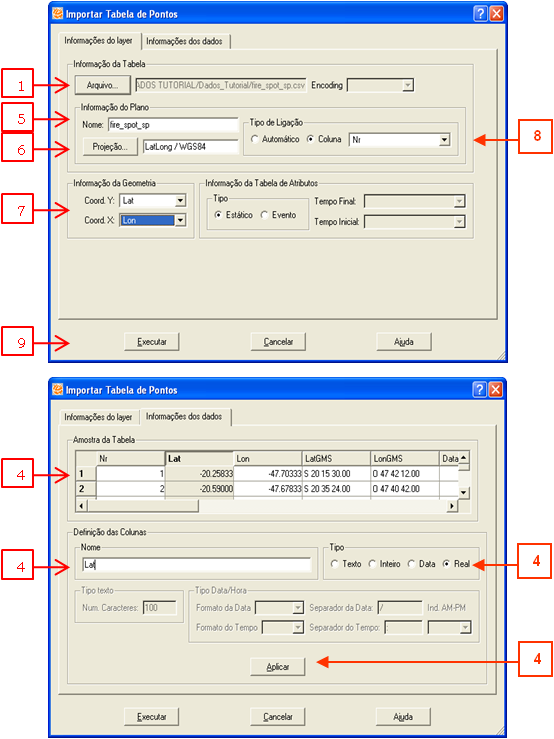 Importar Tabela de Pontos
Informações do layer Informações dos dados
Informação da Tabela
1 Arquivo... ADOS TUTORIAL/Dados_Tutorial/fire_spot_sp.csv Encoding
Informação do Plano
5 Nome: fire_spot_sp
Tipo de Ligação
Automático Coluna Nr 8
6 Projeção... LatLong / WGS84
Informação da Geometria
7 Coord. Y: Lat
Coord. X: Lon
Informação da Tabela de Atributos
Tipo
Estático Evento
Tempo Final:
Tempo Inicial:
9 Executar Cancelar Ajuda
Importar Tabela de Pontos
Informações do layer Informações dos dados
Amostra da Tabela
Nr Lat Lon LatGMS LonGMS Data
4 1 1 -20.25833 -47.70333 S 20 15 30.00 O 47 42 12.00
2 2 -20.59000 -47.67833 S 20 35 24.00 O 47 40 42.00
Definição das Colunas
Nome
4 Lat
Tipo
Texto Inteiro Data Real 4
Tipo texto
Num. Caracteres: 100
Tipo Data/Hora
Formato da Data Separador da Data: / Ind. AM-PM
Formato do Tempo Separador do Tempo:
Aplicar 4
Executar Cancelar Ajuda